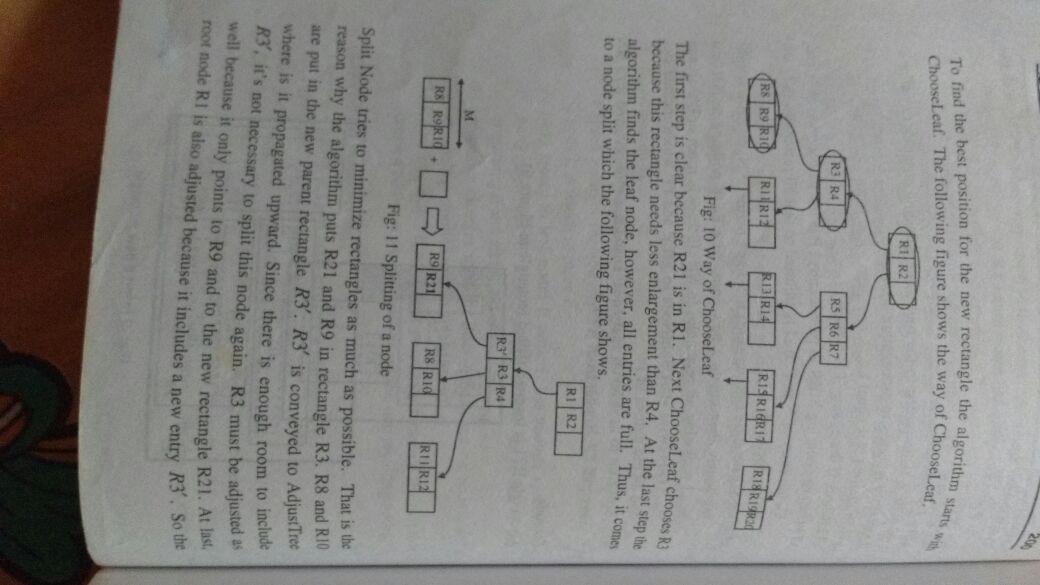 200
To find the best position for the new rectangle the algorithm starts with
ChooseLeaf. The following figure shows the way of ChooseLeaf.
R1 R2
R3 R4
R5 R6 R7
R8 R9 R10
R11 R12
R13 R14
R15 R16 R17
R18 R19 R20
Fig: 10 Way of ChooseLeaf
The first step is clear because R21 is in R1. Next ChooseLeaf chooses R3
because this rectangle needs less enlargement than R4. At the last step the
algorithm finds the leaf node, however, all entries are full. Thus, it comes
to a node split which the following figure shows.
R1 R2
R3' R3 R4
M
R8 R9 R10 +
R9 R21
R8 R10
R11 R12
Fig: 11 Splitting of a node
Split Node tries to minimize rectangles as much as possible. That is the
reason why the algorithm puts R21 and R9 in rectangle R3. R8 and R10
are put in the new parent rectangle R3'. R3' is conveyed to AdjustTree
where is it propagated upward. Since there is enough room to include
R3', it's not necessary to split this node again. R3 must be adjusted as
well because it only points to R9 and to the new rectangle R21. At last,
root node R1 is also adjusted because it includes a new entry R3'. So the